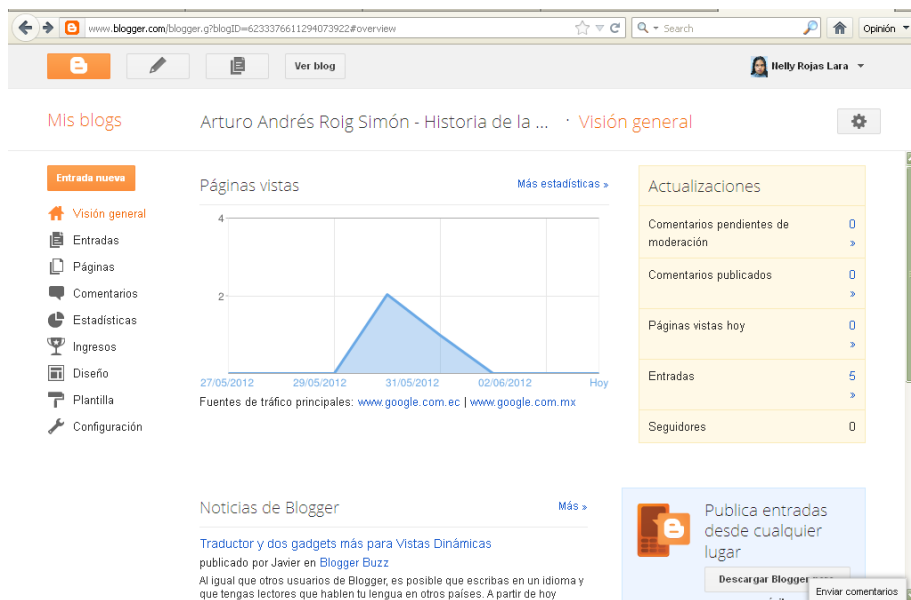 www.blogger.com/blogger.g?blogID=6233376611294073922#overview
Search
Opinión
Ver blog
Nelly Rojas Lara
Mis blogs
Arturo Andrés Roig Simón - Historia de la ... · Visión general
Entrada nueva
Visión general
Entradas
Páginas
Comentarios
Estadísticas
Ingresos
Diseño
Plantilla
Configuración
Páginas vistas
Más estadísticas »
4
2
27/05/2012 29/05/2012 31/05/2012 02/06/2012 Hoy
Fuentes de tráfico principales: www.google.com.ec | www.google.com.mx
Actualizaciones
Comentarios pendientes de 0
moderación »
Comentarios publicados 0
»
Páginas vistas hoy 0
»
Entradas 5
»
Seguidores 0
Noticias de Blogger
Más »
Traductor y dos gadgets más para Vistas Dinámicas
publicado por Javier en Blogger Buzz
Al igual que otros usuarios de Blogger, es posible que escribas en un idioma y
que tengas lectores que hablen tu lengua en otros países. A partir de hoy
Publica entradas
desde cualquier
lugar
Descargar Blogger
Enviar comentarios